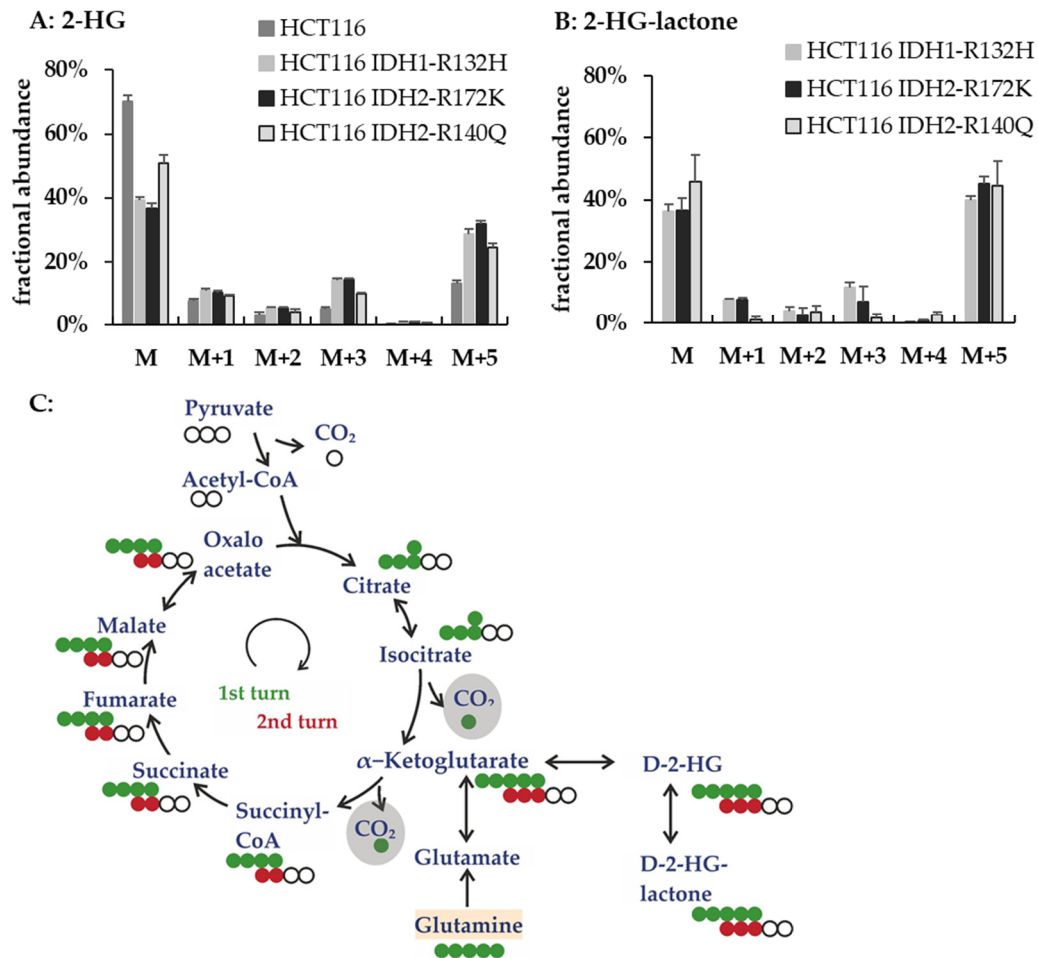 A: 2-HG
HCT116
HCT116 IDH1-R132H
HCT116 IDH2-R172K
HCT116 IDH2-R140Q
fractional abundance
80%
60%
40%
20%
0%
M M+1 M+2 M+3 M+4 M+5
B: 2-HG-lactone
HCT116 IDH1-R132H
HCT116 IDH2-R172K
HCT116 IDH2-R140Q
fractional abundance
80%
60%
40%
20%
0%
M M+1 M+2 M+3 M+4 M+5
C:
Pyruvate
CO2
Acetyl-CoA
Oxalo
acetate
Citrate
Malate
Isocitrate
1st turn
2nd turn
CO2
Fumarate
α–Ketoglutarate
D-2-HG
Succinate
Succinyl-
CoA
CO2
Glutamate
D-2-HG-
lactone
Glutamine